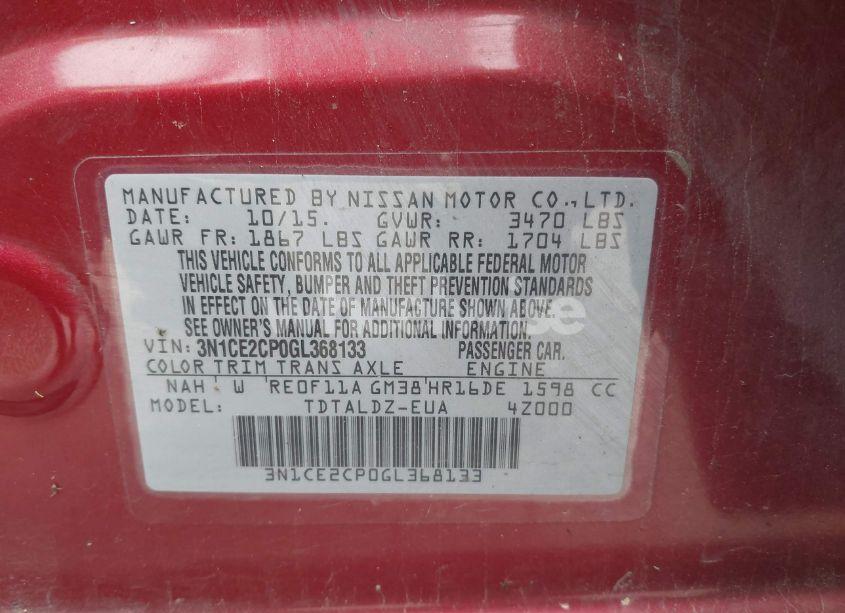 MANUFACTURED BY NISSAN MOTOR CO., LTD.
DATE: 10/15. GVWR: 3470 LBS
GAWR FR: 1867 LBS GAWR RR: 1704 LBS
THIS VEHICLE CONFORMS TO ALL APPLICABLE FEDERAL MOTOR
VEHICLE SAFETY, BUMPER AND THEFT PREVENTION STANDARDS
IN EFFECT ON THE DATE OF MANUFACTURE SHOWN ABOVE.
SEE OWNER'S MANUAL FOR ADDITIONAL INFORMATION.
VIN: 3N1CE2CP0GL368133 PASSENGER CAR.
COLOR TRIM TRANS AXLE ENGINE
NAH W RE0F11A GM38 HR16DE 1598 CC
MODEL: TDTALDZ-EUA 4Z000
3N1CE2CP0GL368133